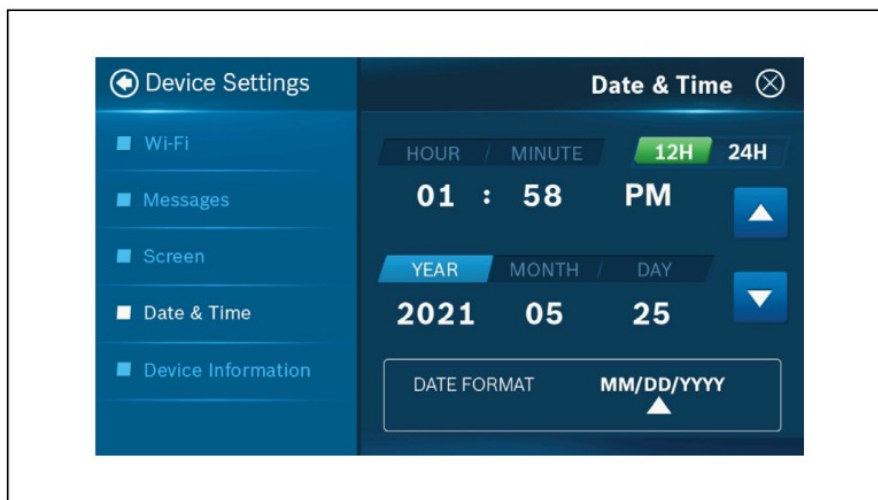 Device Settings
Wi-Fi
Messages
Screen
Date & Time
Device Information
Date & Time
HOUR / MINUTE 12H 24H
01 : 58 PM
YEAR MONTH / DAY
2021 05 25
DATE FORMAT MM/DD/YYYY